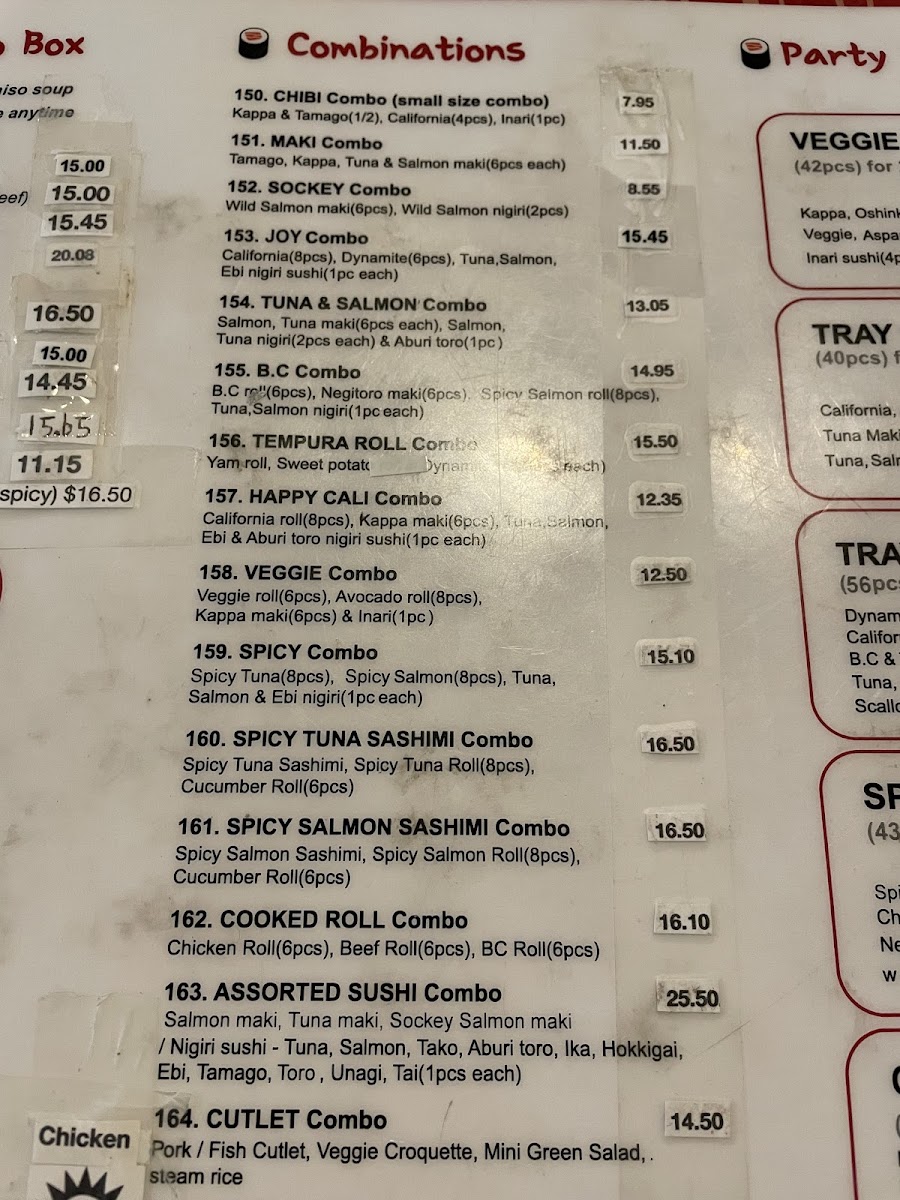 Box
iso soup
anytime
15.00
eef) 15.00
15.45
20.08
16.50
15.00
14.45
15.65
11.15
spicy) $16.50
Chicken
Combinations
150. CHIBI Combo (small size combo) 7.95
Kappa & Tamago(1/2), California(4pcs), Inari(1pc)
151. MAKI Combo 11.50
Tamago, Kappa, Tuna & Salmon maki(6pcs each)
152. SOCKEY Combo 8.55
Wild Salmon maki(6pcs), Wild Salmon nigiri(2pcs)
153. JOY Combo 15.45
California(8pcs), Dynamite(6pcs), Tuna,Salmon,
Ebi nigiri sushi(1pc each)
154. TUNA & SALMON Combo 13.05
Salmon, Tuna maki(6pcs each), Salmon,
Tuna nigiri(2pcs each) & Aburi toro(1pc)
155. B.C Combo 14.95
B.C roll(6pcs), Negitoro maki(6pcs), Spicy Salmon roll(8pcs),
Tuna,Salmon nigiri(1pc each)
156. TEMPURA ROLL Combo 15.50
Yam roll, Sweet potato Dynam each)
157. HAPPY CALI Combo 12.35
California roll(8pcs), Kappa maki(6pcs), Tuna,Salmon,
Ebi & Aburi toro nigiri sushi(1pc each)
158. VEGGIE Combo 12.50
Veggie roll(6pcs), Avocado roll(8pcs),
Kappa maki(6pcs) & Inari(1pc)
159. SPICY Combo 15.10
Spicy Tuna(8pcs), Spicy Salmon(8pcs), Tuna,
Salmon & Ebi nigiri(1pc each)
160. SPICY TUNA SASHIMI Combo 16.50
Spicy Tuna Sashimi, Spicy Tuna Roll(8pcs),
Cucumber Roll(6pcs)
161. SPICY SALMON SASHIMI Combo 16.50
Spicy Salmon Sashimi, Spicy Salmon Roll(8pcs),
Cucumber Roll(6pcs)
162. COOKED ROLL Combo 16.10
Chicken Roll(6pcs), Beef Roll(6pcs), BC Roll(6pcs)
163. ASSORTED SUSHI Combo 25.50
Salmon maki, Tuna maki, Sockey Salmon maki
/ Nigiri sushi - Tuna, Salmon, Tako, Aburi toro, Ika, Hokkigai,
Ebi, Tamago, Toro , Unagi, Tai(1pcs each)
164. CUTLET Combo 14.50
Pork / Fish Cutlet, Veggie Croquette, Mini Green Salad, .
steam rice
Party
VEGGIE
(42pcs) for
Kappa, Oshink
Veggie, Aspa
Inari sushi(4p
TRAY
(40pcs) f
California,
Tuna Maki
Tuna, Salm
TRA
(56pcs
Dynam
Califor
B.C &
Tuna,
Scallo
SP
(43
Spi
Ch
Ne
w